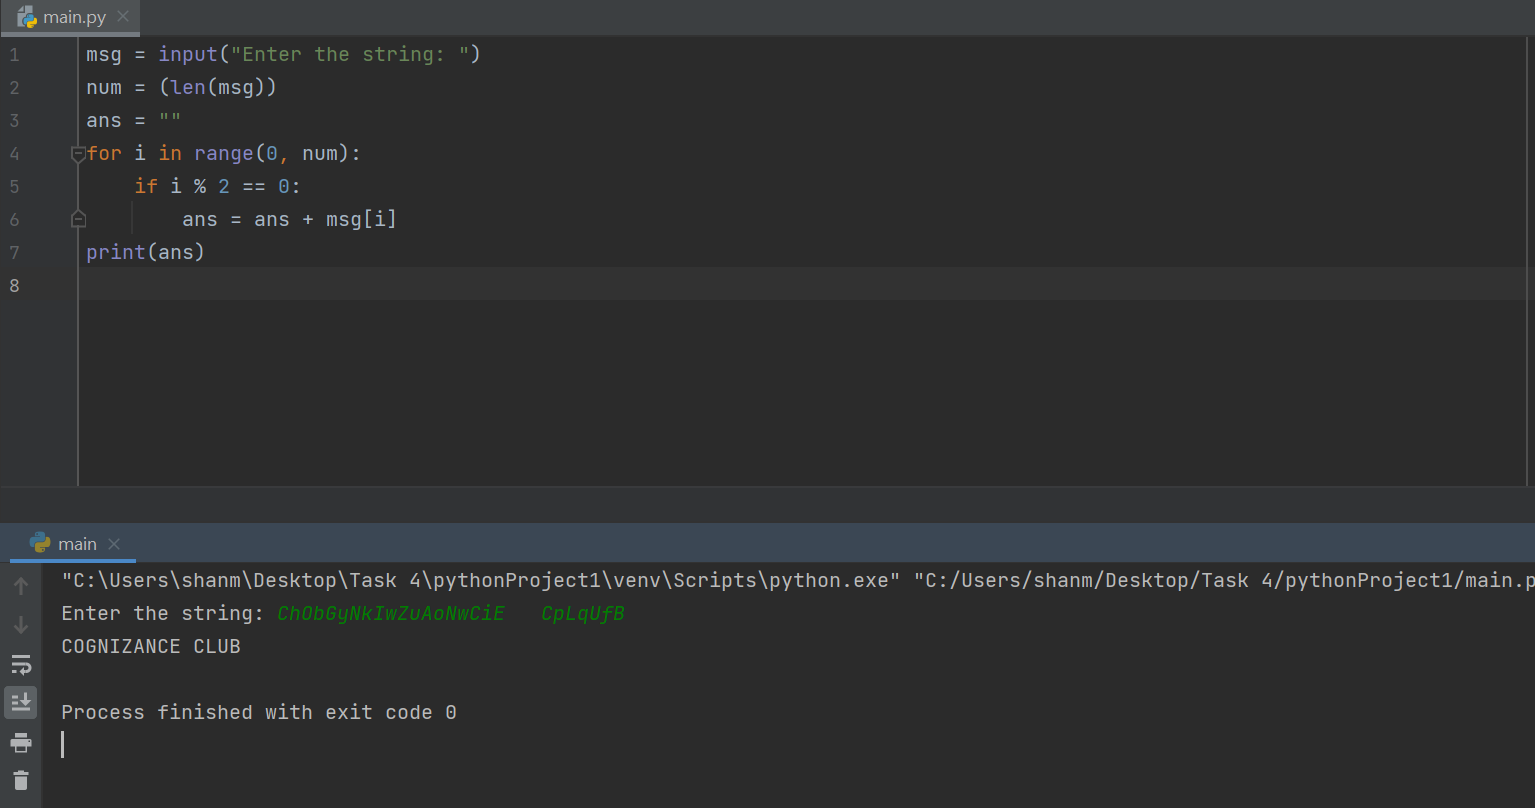 main.py
1 msg = input("Enter the string: ")
2 num = (len(msg))
3 ans = ""
4 for i in range(0, num):
5     if i % 2 == 0:
6         ans = ans + msg[i]
7 print(ans)
8
main
"C:\Users\shanm\Desktop\Task 4\pythonProject1\venv\Scripts\python.exe" "C:/Users/shanm/Desktop/Task 4/pythonProject1/main.p
Enter the string: ChObGyNkIwZuAoNwCiE   CpLqUfB
COGNIZANCE CLUB
Process finished with exit code 0